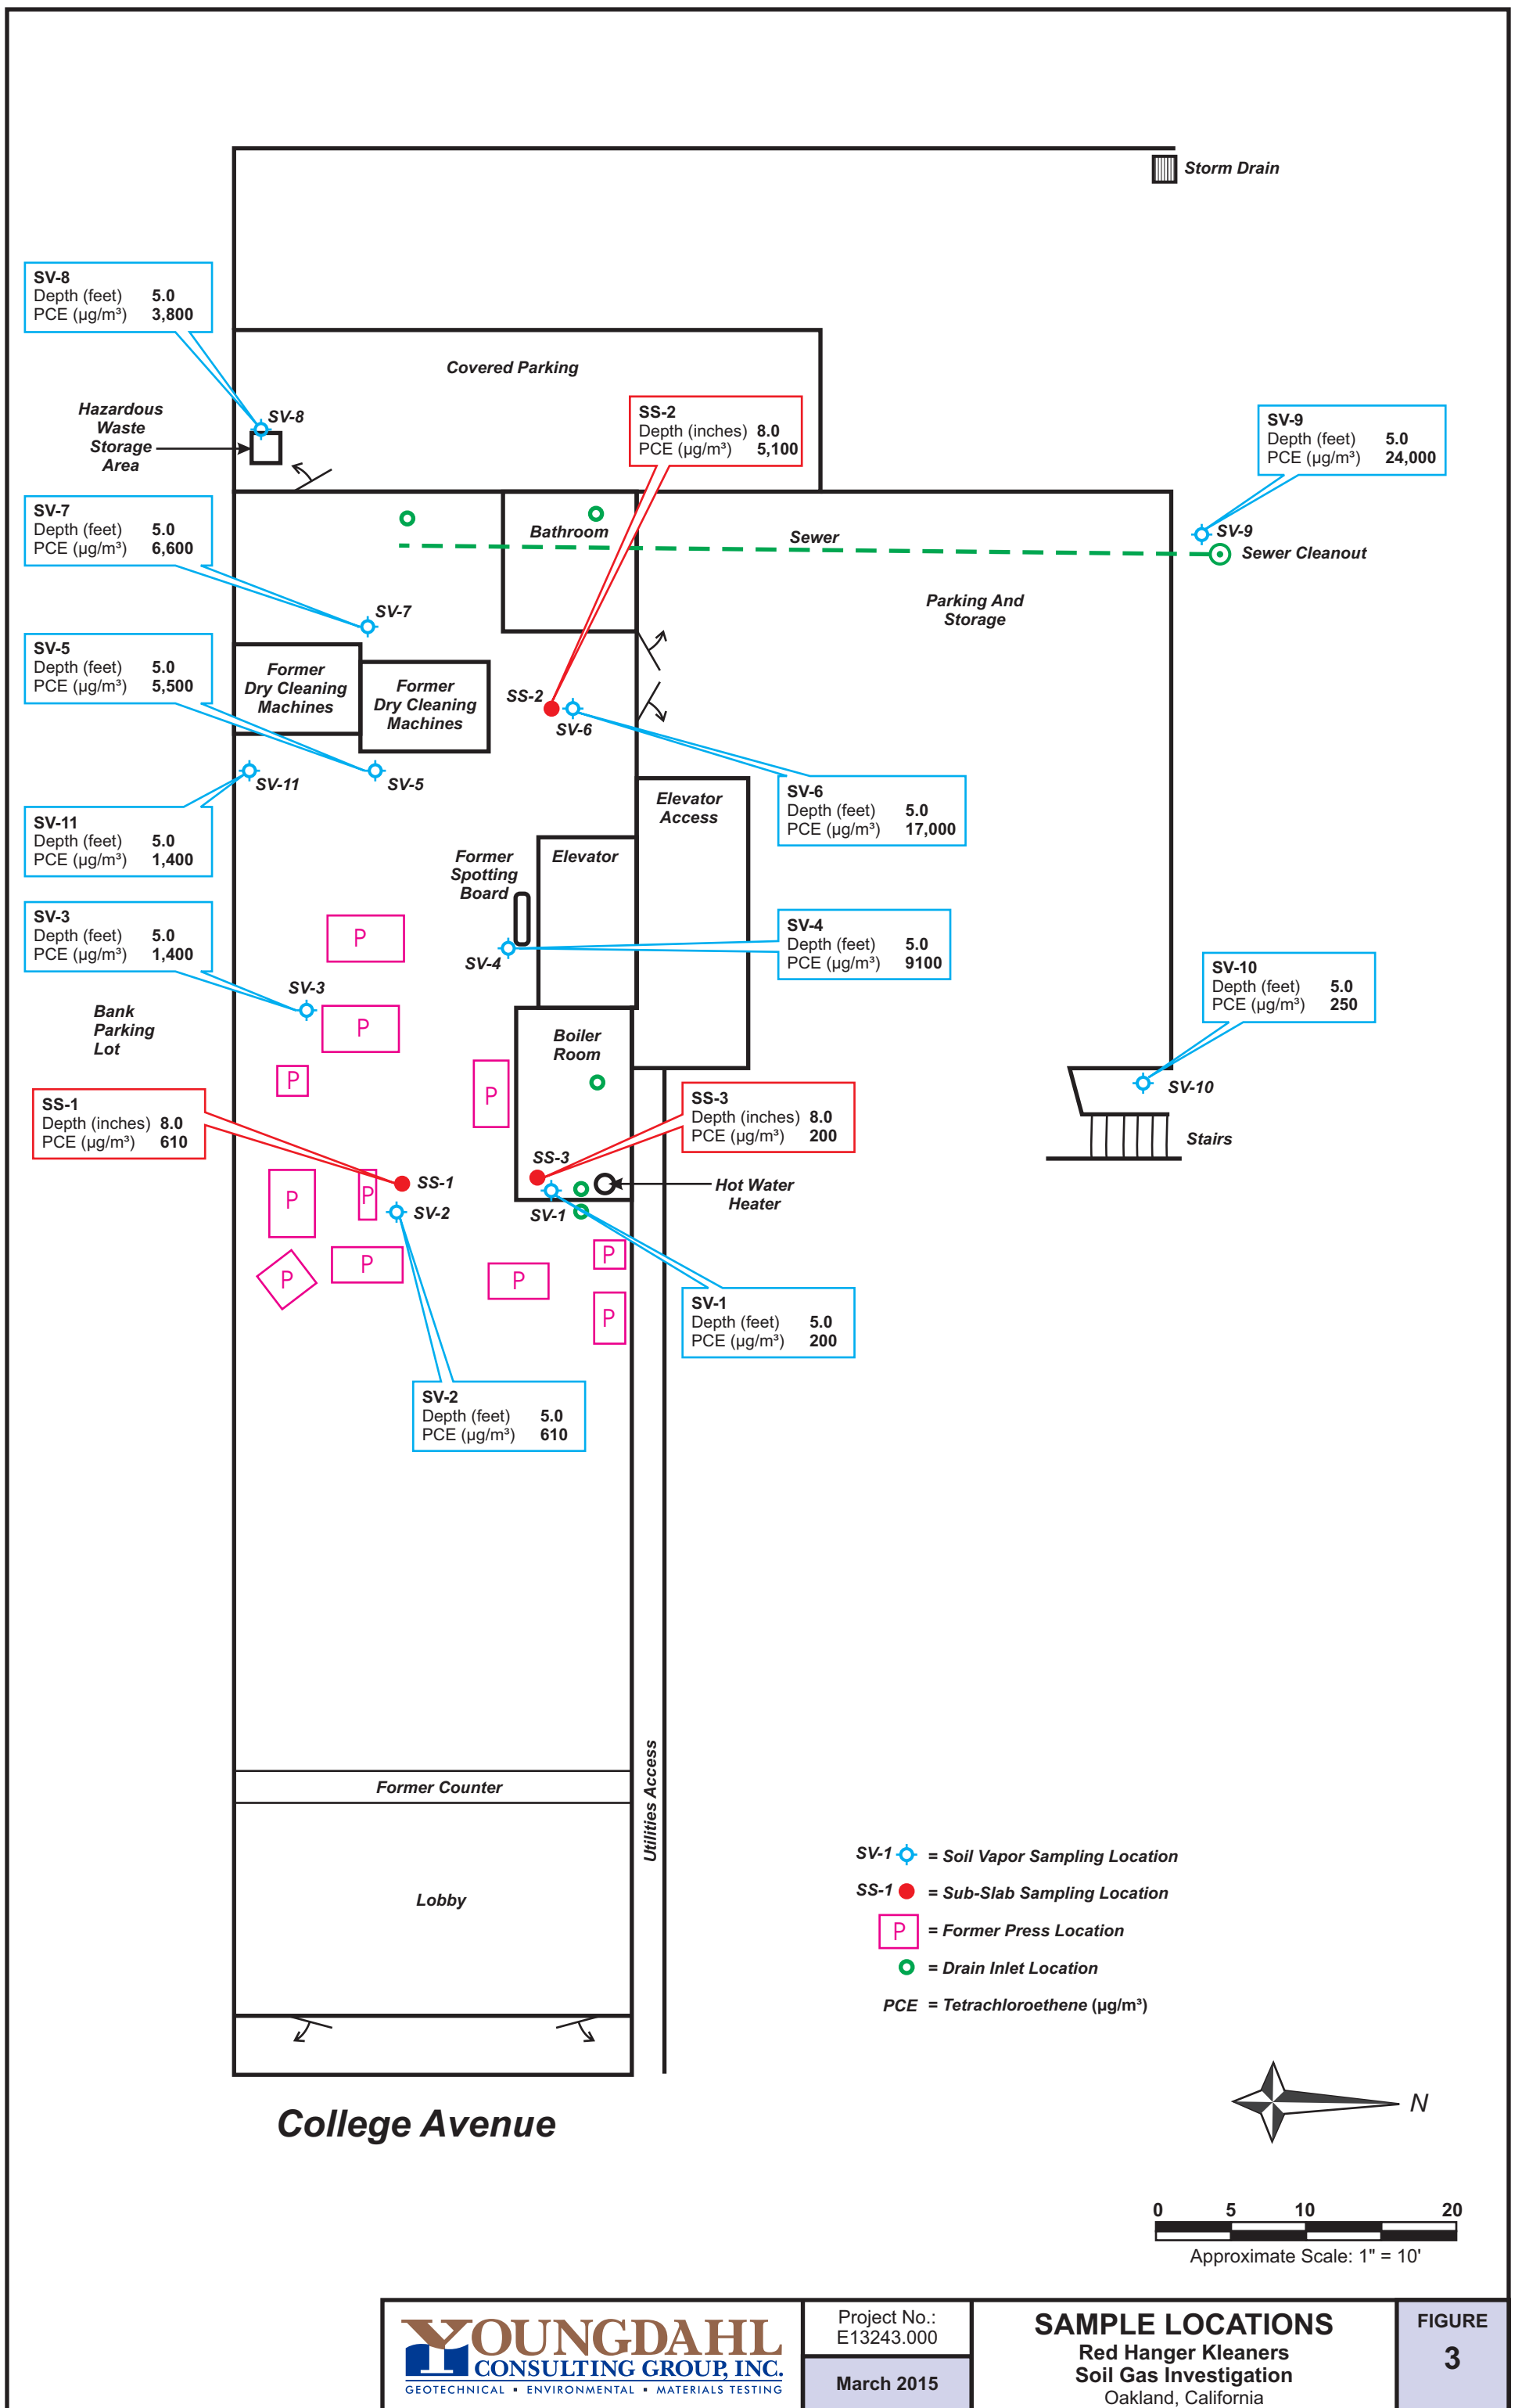 Storm Drain
SV-8
Depth (feet) 5.0
PCE (µg/m³) 3,800
Covered Parking
Hazardous
Waste
Storage
Area
SV-8
SS-2
Depth (inches) 8.0
PCE (µg/m³) 5,100
SV-9
Depth (feet) 5.0
PCE (µg/m³) 24,000
SV-7
Depth (feet) 5.0
PCE (µg/m³) 6,600
Bathroom
Sewer
SV-9
Sewer Cleanout
Parking And
Storage
SV-7
SV-5
Depth (feet) 5.0
PCE (µg/m³) 5,500
Former
Dry Cleaning
Machines
Former
Dry Cleaning
Machines
SS-2
SV-6
SV-11
SV-5
SV-6
Depth (feet) 5.0
PCE (µg/m³) 17,000
Elevator
Access
SV-11
Depth (feet) 5.0
PCE (µg/m³) 1,400
Former
Spotting
Board
Elevator
SV-3
Depth (feet) 5.0
PCE (µg/m³) 1,400
P
SV-4
SV-4
Depth (feet) 5.0
PCE (µg/m³) 9100
SV-10
Depth (feet) 5.0
PCE (µg/m³) 250
SV-3
P
Bank
Parking
Lot
Boiler
Room
P
P
SV-10
SS-1
Depth (inches) 8.0
PCE (µg/m³) 610
SS-3
Depth (inches) 8.0
PCE (µg/m³) 200
Stairs
SS-3
SS-1
Hot Water
Heater
P
P
SV-2
SV-1
P
P
P
P
P
SV-1
Depth (feet) 5.0
PCE (µg/m³) 200
SV-2
Depth (feet) 5.0
PCE (µg/m³) 610
Utilities Access
Former Counter
Lobby
SV-1 = Soil Vapor Sampling Location
SS-1 = Sub-Slab Sampling Location
P = Former Press Location
= Drain Inlet Location
PCE = Tetrachloroethene (µg/m³)
College Avenue
N
0 5 10 20
Approximate Scale: 1" = 10'
YOUNGDAHL
CONSULTING GROUP, INC.
GEOTECHNICAL ▪ ENVIRONMENTAL ▪ MATERIALS TESTING
Project No.:
E13243.000
March 2015
SAMPLE LOCATIONS
Red Hanger Kleaners
Soil Gas Investigation
Oakland, California
FIGURE
3